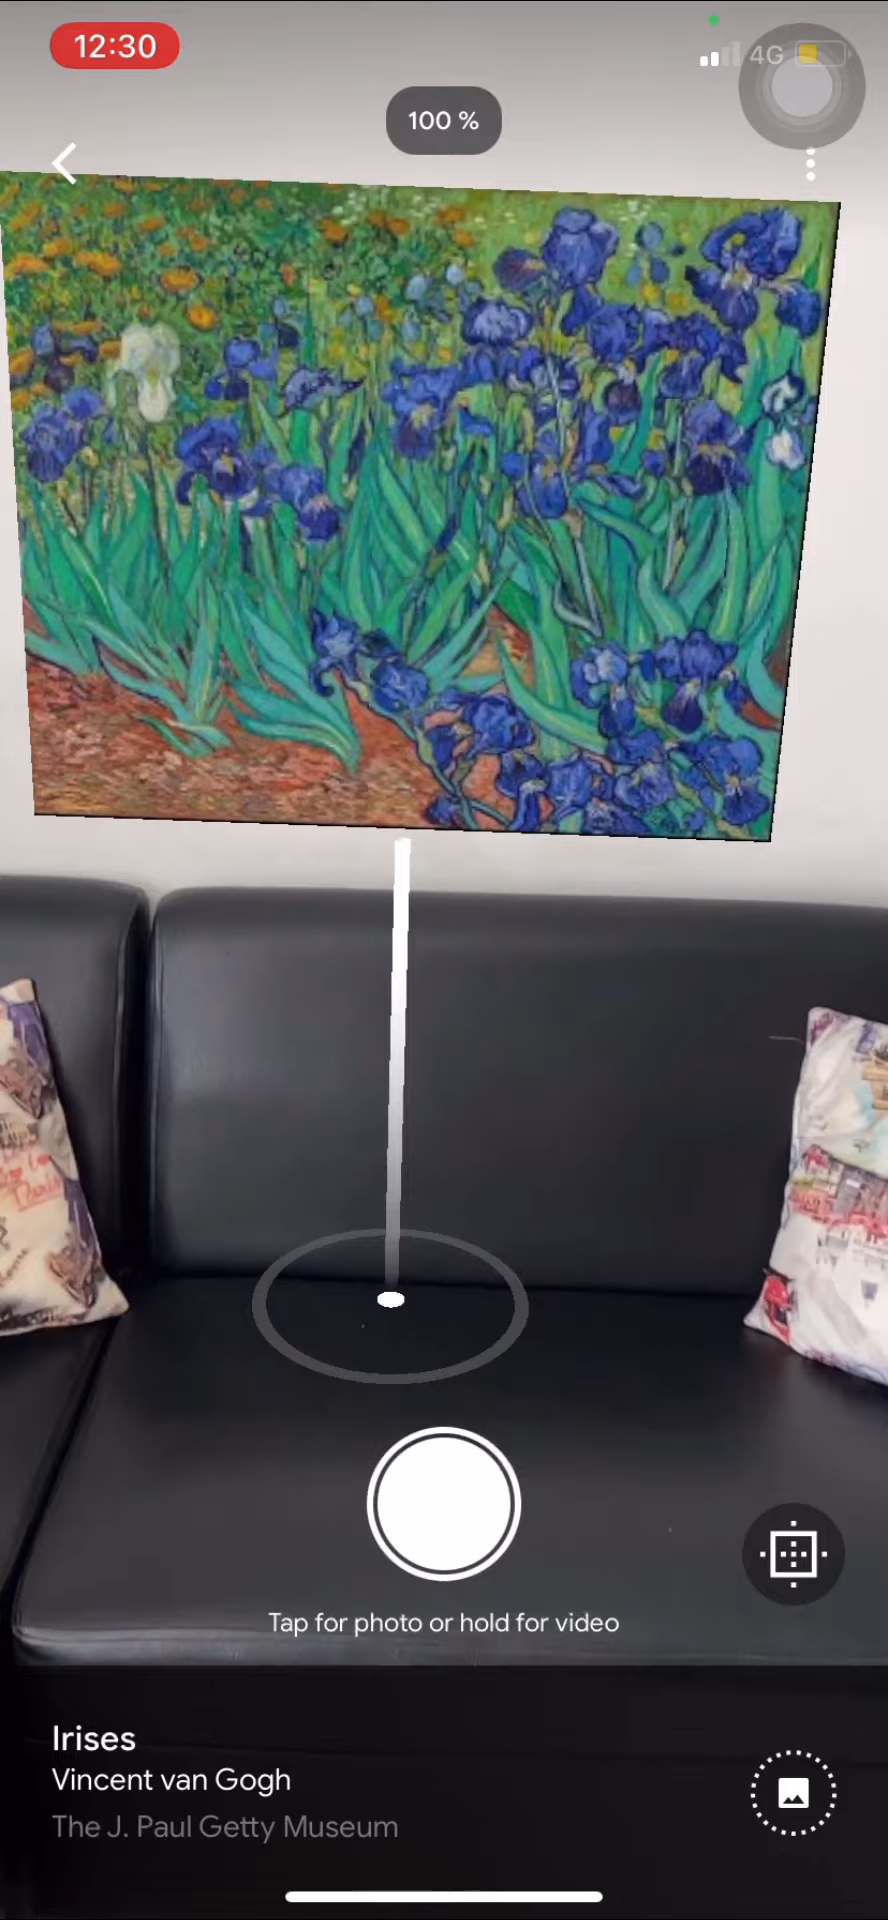 12:30
4G
100 %
Tap for photo or hold for video
Irises
Vincent van Gogh
The J. Paul Getty Museum